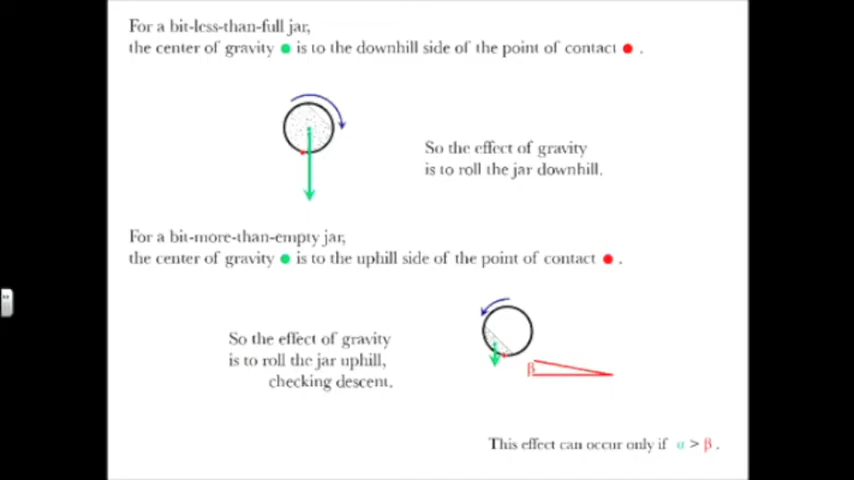 For a bit-less-than-full jar,
the center of gravity is to the downhill side of the point of contact .
So the effect of gravity
is to roll the jar downhill.
For a bit-more-than-empty jar,
the center of gravity is to the uphill side of the point of contact .
So the effect of gravity
is to roll the jar uphill,
checking descent.
β
This effect can occur only if α > β .